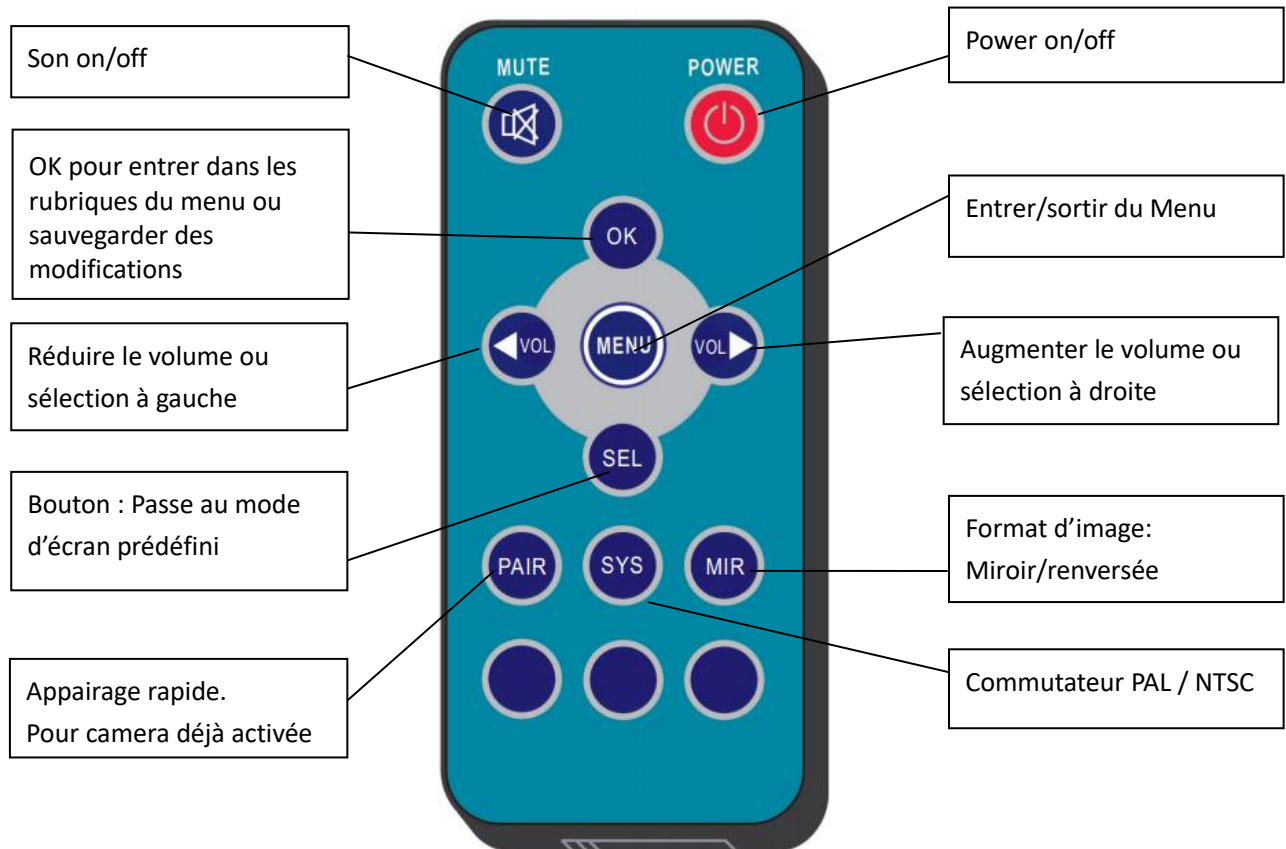 Son on/off
OK pour entrer dans les
rubriques du menu ou
sauvegarder des
modifications
Réduire le volume ou
sélection à gauche
Bouton : Passe au mode
d’écran prédéfini
Appairage rapide.
Pour camera déjà activée
MUTE
POWER
OK
VOL
MENU
VOL
SEL
PAIR
SYS
MIR
Power on/off
Entrer/sortir du Menu
Augmenter le volume ou
sélection à droite
Format d’image:
Miroir/renversée
Commutateur PAL / NTSC